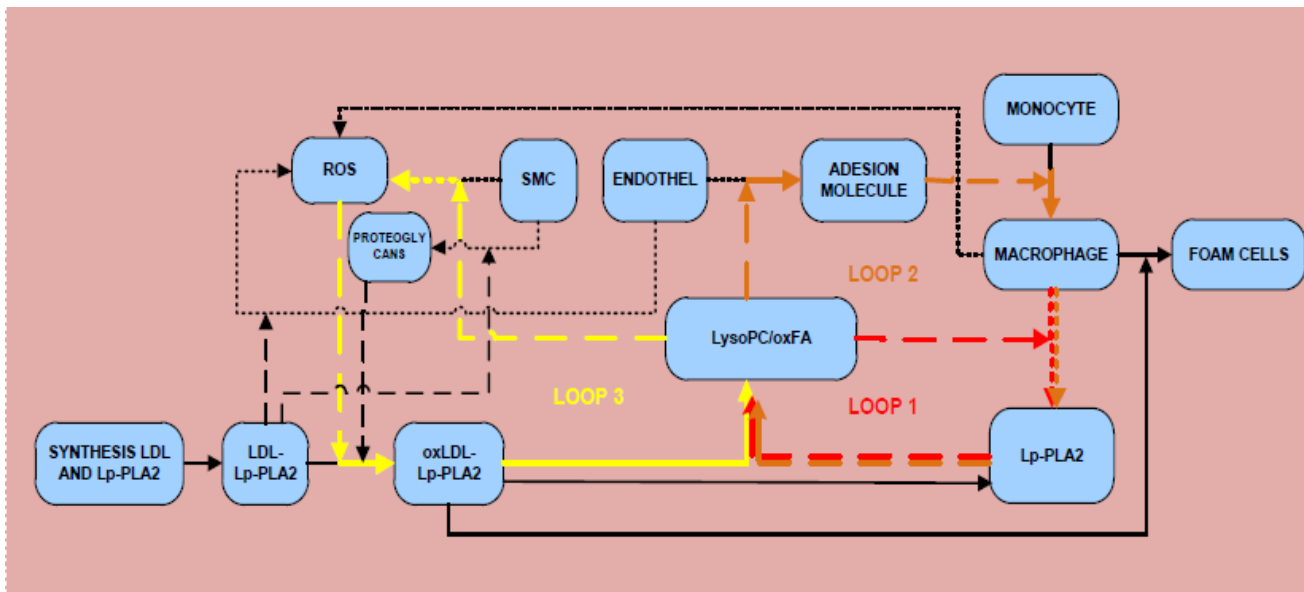 MONOCYTE
ROS
SMC
ENDOTHEL
ADESION
MOLECULE
PROTEOGLY
CANS
MACROPHAGE
FOAM CELLS
LOOP 2
LysoPC/oxFA
LOOP 3
LOOP 1
SYNTHESIS LDL
AND Lp-PLA2
LDL-
Lp-PLA2
oxLDL-
Lp-PLA2
Lp-PLA2